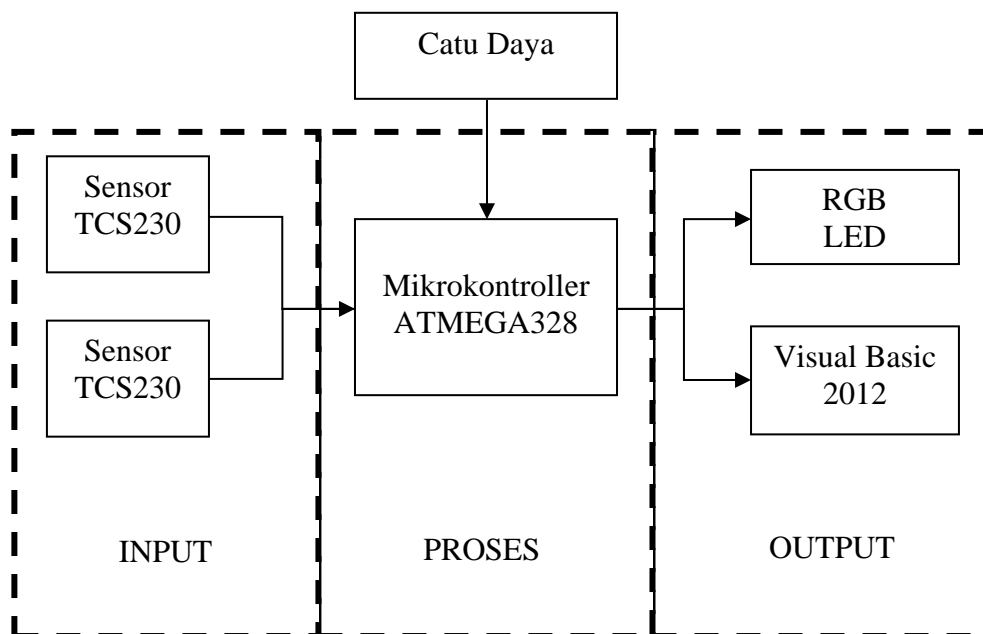 Catu Daya
Sensor
TCS230
Sensor
TCS230
Mikrokontroller
ATMEGA328
RGB
LED
Visual Basic
2012
INPUT
PROSES
OUTPUT